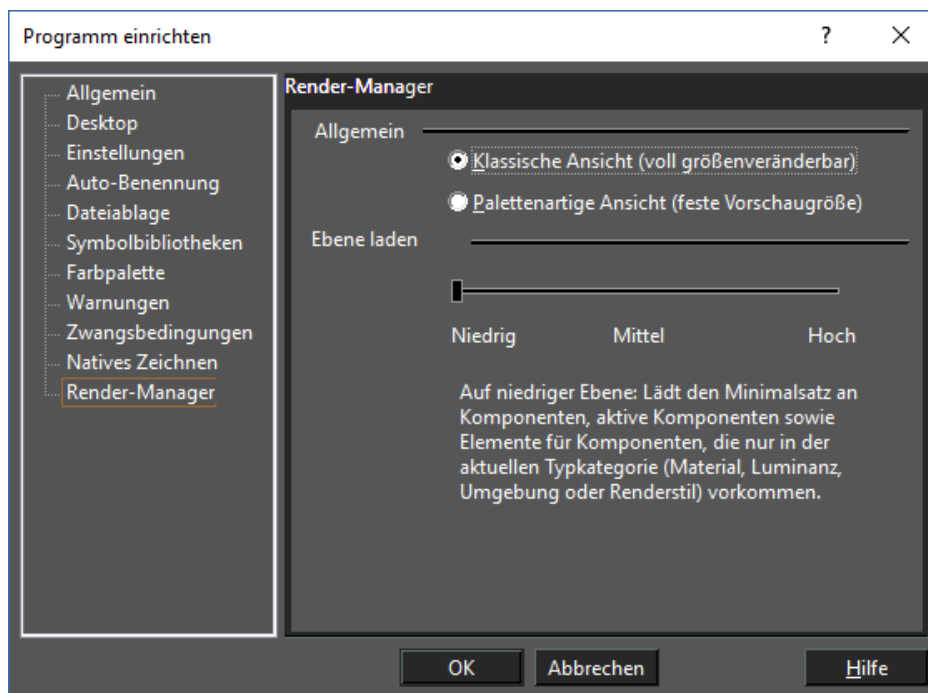 Programm einrichten
?
Allgemein
Desktop
Einstellungen
Auto-Benennung
Dateiablage
Symbolbibliotheken
Farbpalette
Warnungen
Zwangsbedingungen
Natives Zeichnen
Render-Manager
Render-Manager
Allgemein
Klassische Ansicht (voll größenveränderbar)
Palettenartige Ansicht (feste Vorschaugröße)
Ebene laden
Niedrig Mittel Hoch
Auf niedriger Ebene: Lädt den Minimalsatz an
Komponenten, aktive Komponenten sowie
Elemente für Komponenten, die nur in der
aktuellen Typkategorie (Material, Luminanz,
Umgebung oder Renderstil) vorkommen.
OK Abbrechen Hilfe